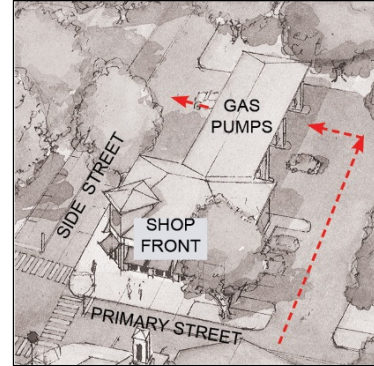 GAS
PUMPS
SIDE STREET
SHOP
FRONT
PRIMARY STREET